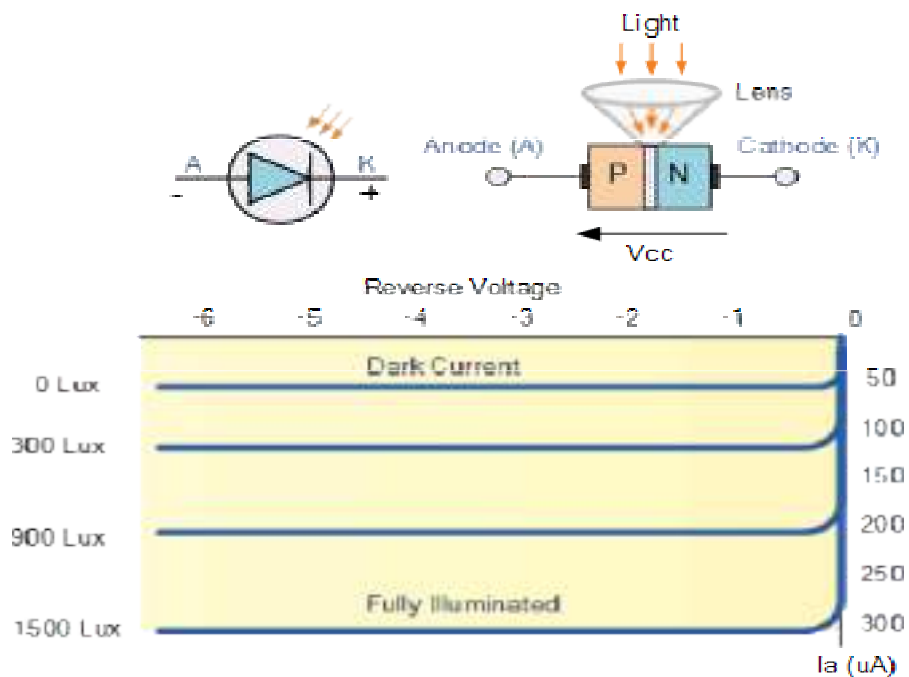 Light
Lens
A K
- +
Anode (A) Cathode (K)
P N
Vcc
Reverse Voltage
-6 -5 -4 -3 -2 -1 0
Dark Current
0 Lux 50
300 Lux 100
150
900 Lux 200
250
Fully Illuminated
1500 Lux 300
Ia (uA)